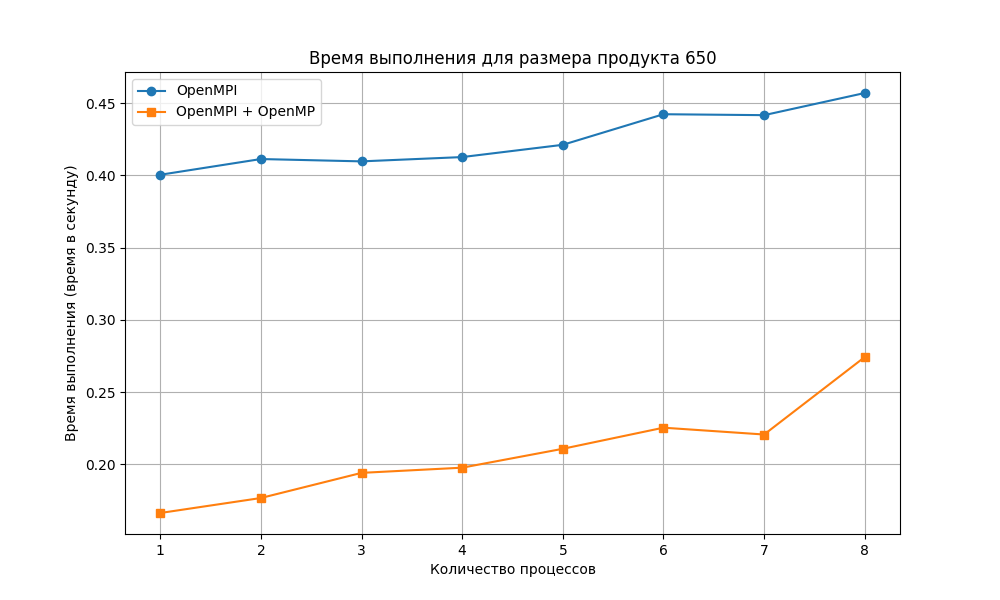 Время выполнения для размера продукта 650
OpenMPI
OpenMPI + OpenMP
Время выполнения (время в секунду)
0.45
0.40
0.35
0.30
0.25
0.20
1 2 3 4 5 6 7 8
Количество процессов